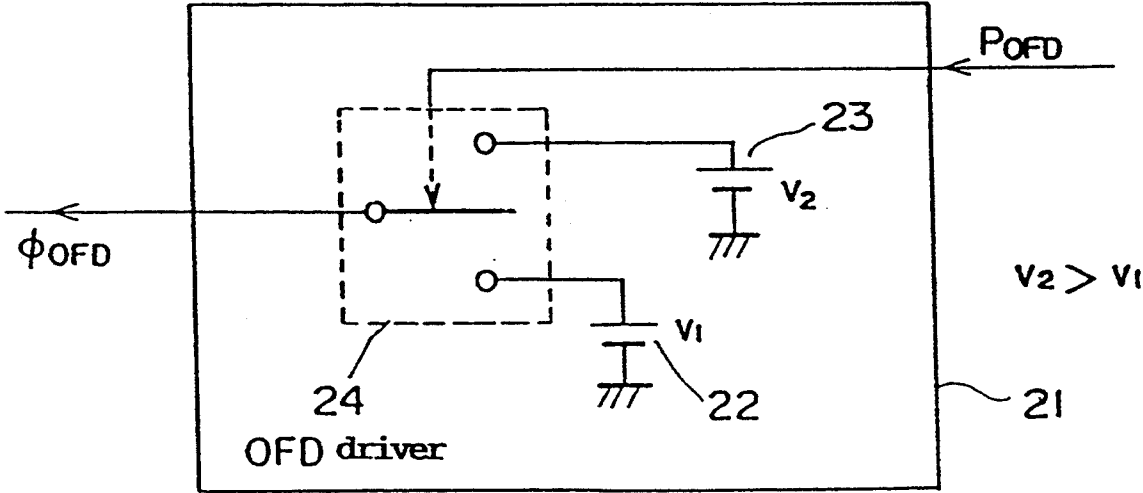 POFD
23
V2
ϕOFD
V2 > V1
V1
24
22
21
OFD driver